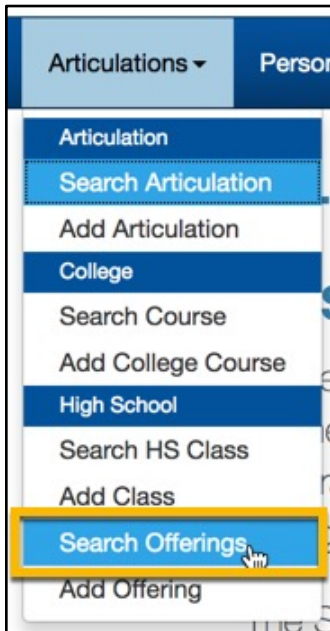 Articulations
Articulation
Search Articulation
Add Articulation
College
Search Course
Add College Course
High School
Search HS Class
Add Class
Search Offerings
Add Offering